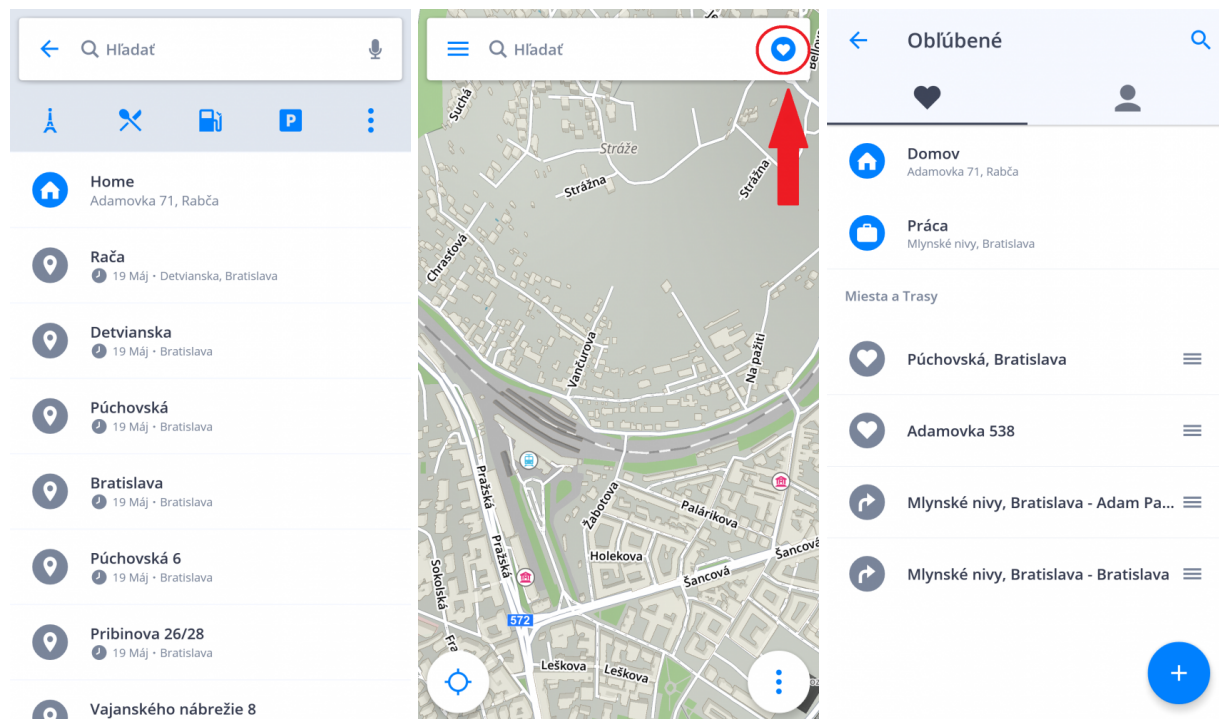 Hľadať
P
Home
Adamovka 71, Rabča
Rača
19 Máj • Detvianska, Bratislava
Detvianska
19 Máj • Bratislava
Púchovská
19 Máj • Bratislava
Bratislava
19 Máj • Bratislava
Púchovská 6
19 Máj • Bratislava
Pribinova 26/28
19 Máj • Bratislava
Vajanského nábrežie 8
Hľadať
Bellova
Suchá
Stráže
Strážna
Strážna
Chrasťová
Vančurova
Na pažiti
Pražská
Žabotova
Palárikova
Pražská
Holekova
Šancová
Šancová
Sokolská
572
Fra
Leškova
Leškova
Obľúbené
Domov
Adamovka 71, Rabča
Práca
Mlynské nivy, Bratislava
Miesta a Trasy
Púchovská, Bratislava
Adamovka 538
Mlynské nivy, Bratislava - Adam Pa...
Mlynské nivy, Bratislava - Bratislava